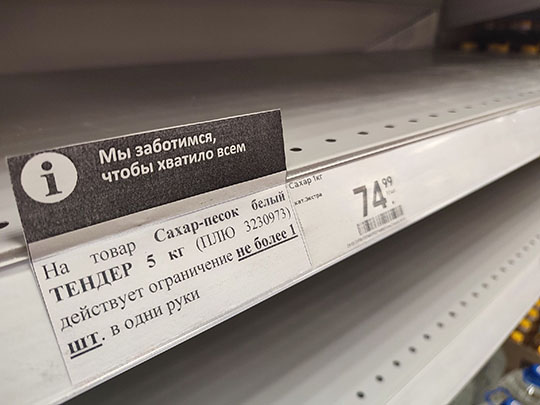 i
Мы заботимся,
чтобы хватило всем
На товар Сахар-песок белый
ТЕНДЕР 5 кг (ПЛЮ 3230973)
действует ограничение не более 1
шт. в одни руки
Сахар 1кг
кат.Экстра
74 99